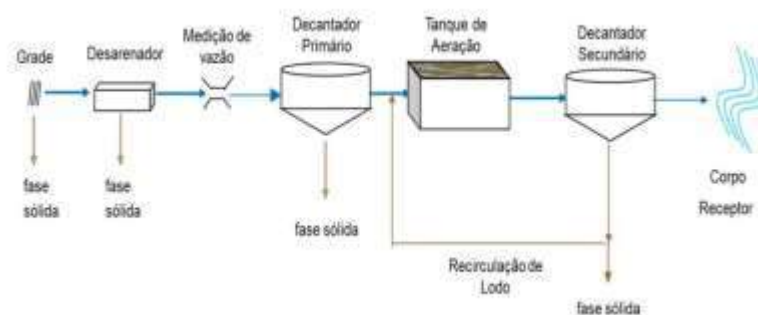 Grade
Desarenador
Medição de
vazão
Decantador
Primário
Tanque de
Aeração
Decantador
Secundário
fase
sólida
fase
sólida
fase sólida
Recirculação de
Lodo
fase sólida
Corpo
Receptor